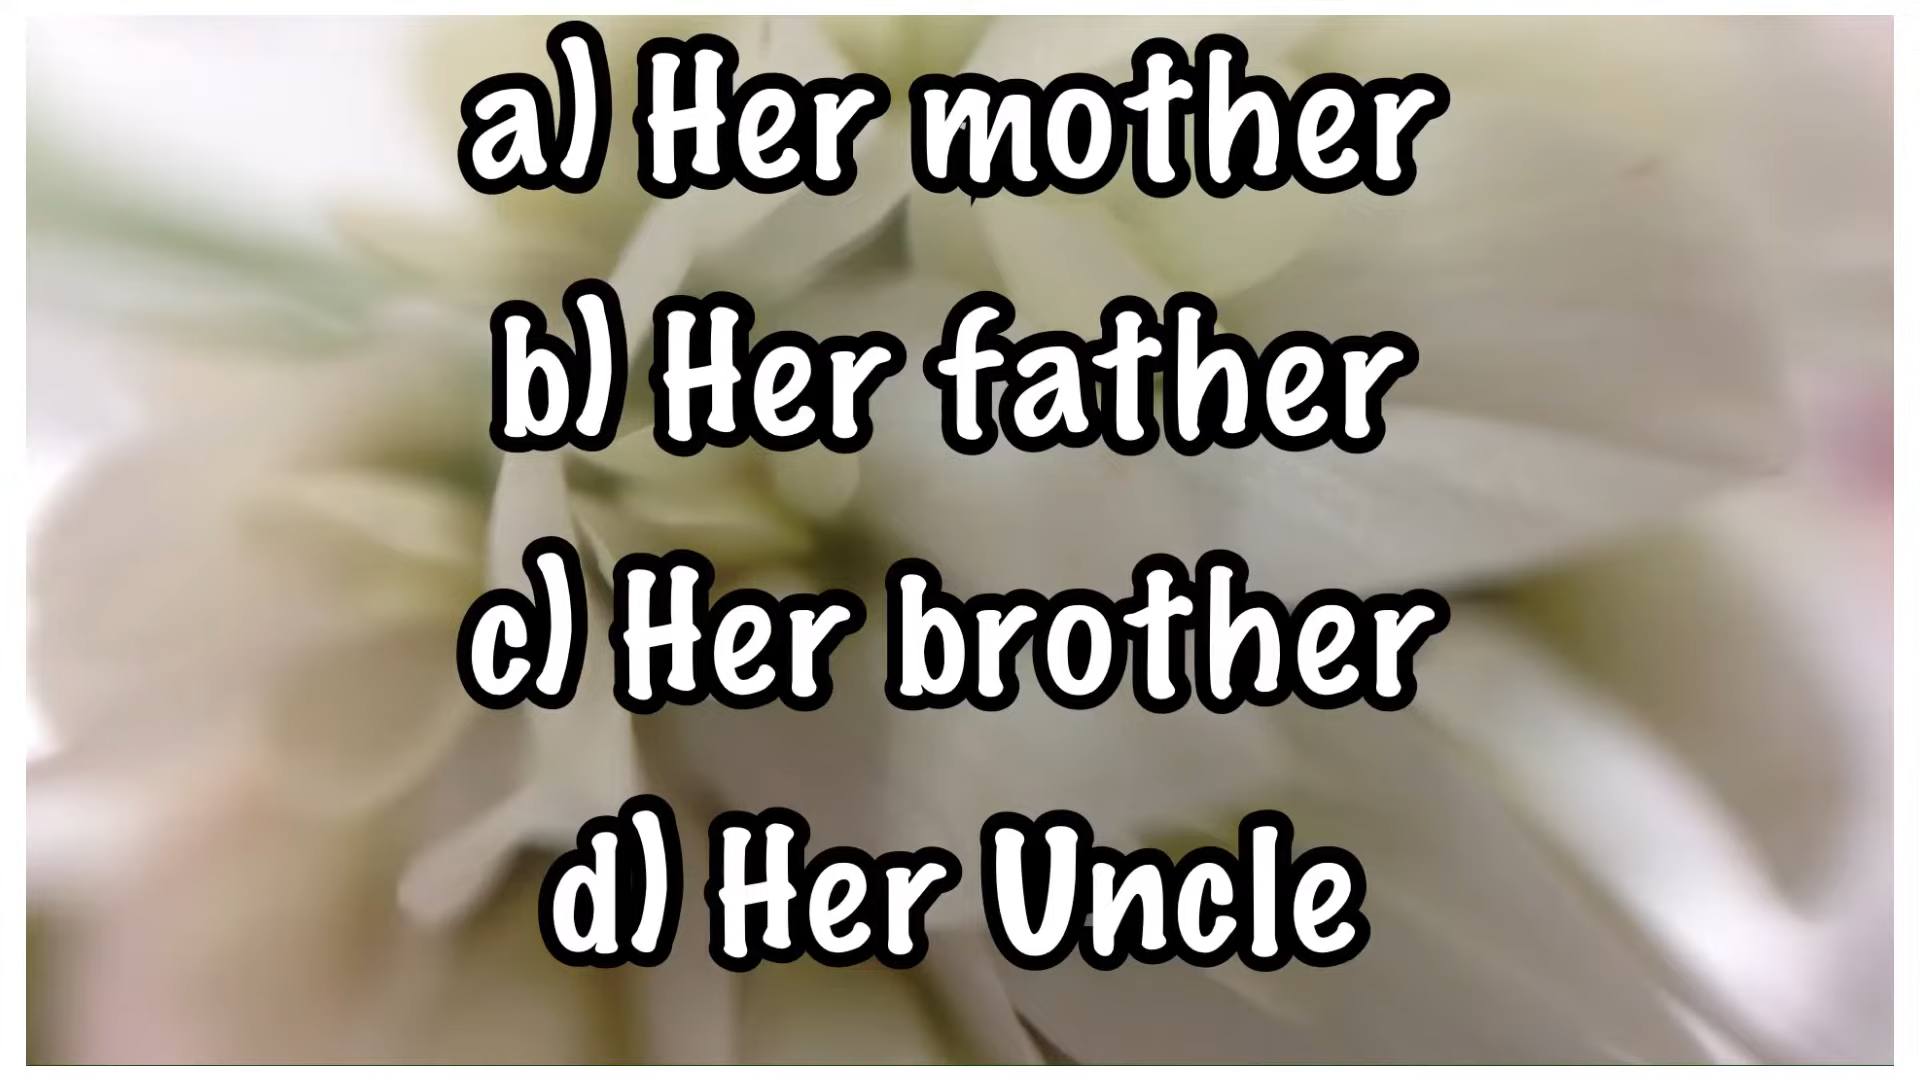 a) Her mother
b) Her father
c) Her brother
d) Her Uncle